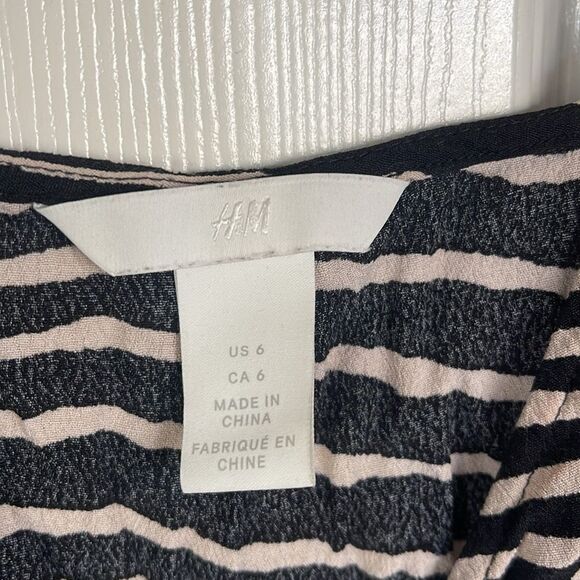 H&M
US 6
CA 6
MADE IN
CHINA
FABRIQUÉ EN
CHINE